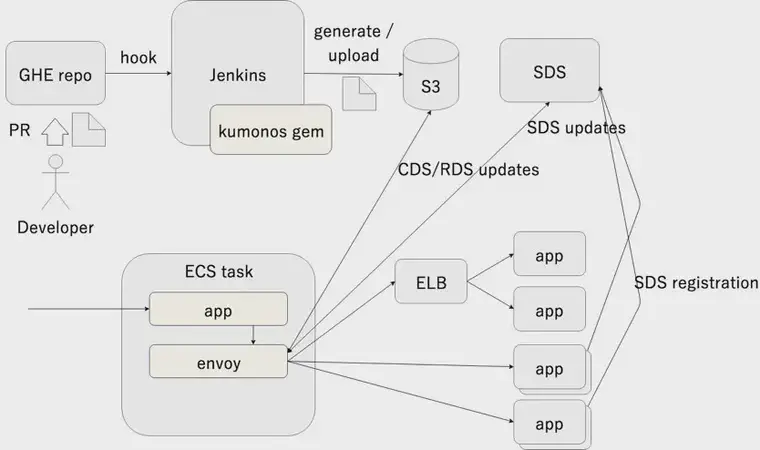 GHE repo
hook
Jenkins
kumonos gem
generate /
upload
S3
SDS
PR
Developer
SDS updates
CDS/RDS updates
ECS task
app
envoy
ELB
app
app
app
app
SDS registration